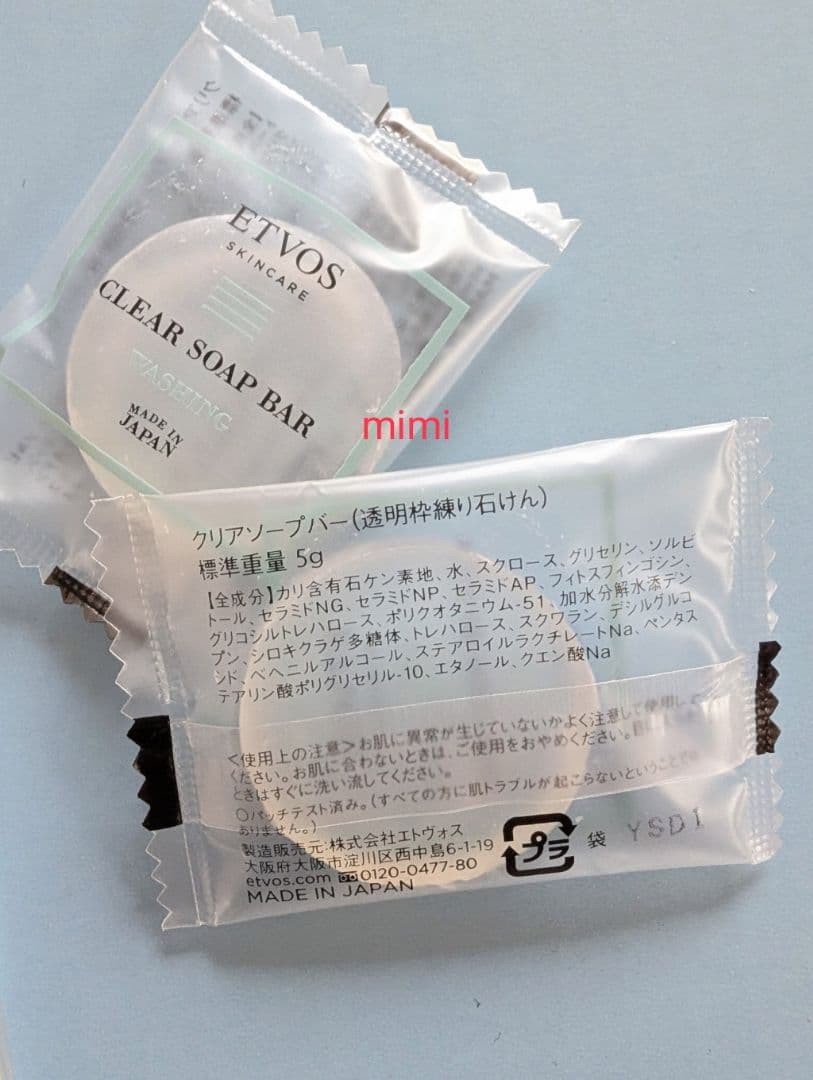 ETVOS
SKINCARE
CLEAR SOAP BAR
WASHING
MADE IN
JAPAN
mimi
クリアソープバー(透明枠練り石けん)
標準重量 5g
【全成分】カリ含有石ケン素地、水、スクロース、グリセリン、ソルビ
トール、セラミドNG、セラミドNP、セラミドAP、フィトスフィンゴシン、
グリコシルトレハロース、ポリクオタニウム-51、加水分解水添デン
プン、シロキクラゲ多糖体、トレハロース、スクワラン、デシルグルコ
シド、ベヘニルアルコール、ステアロイルラクチレートNa、ペンタス
テアリン酸ポリグリセリル-10、エタノール、クエン酸Na
<使用上の注意>お肌に異常が生じていないかよく注意して使用して
ください。お肌に合わないときは、ご使用をおやめください。目に
ときはすぐに洗い流してください。
○パッチテスト済み。(すべての方に肌トラブルが起こらないということで
ありません。)
製造販売元:株式会社エトヴォス
大阪府大阪市淀川区西中島6-1-19
etvos.com 0120-0477-80
MADE IN JAPAN
プラ
袋
YSD1